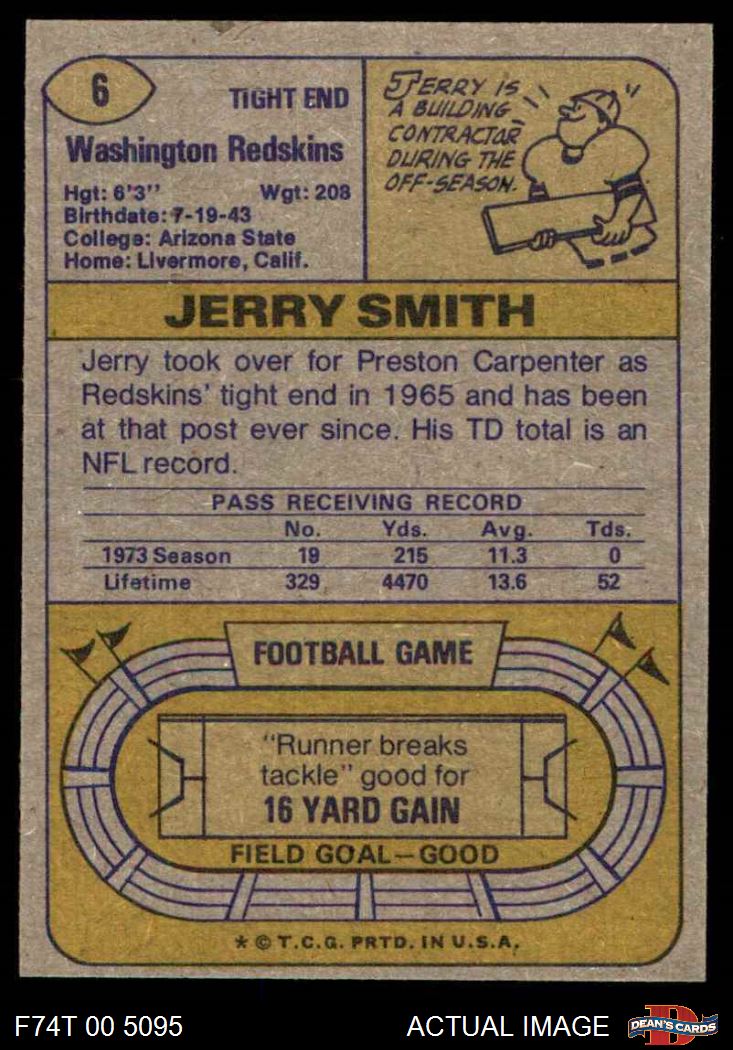 6
TIGHT END
Washington Redskins
Hgt: 6'3'' Wgt: 208
Birthdate: 7-19-43
College: Arizona State
Home: Livermore, Calif.
JERRY IS
A BUILDING
CONTRACTOR
DURING THE
OFF-SEASON.
JERRY SMITH
Jerry took over for Preston Carpenter as
Redskins' tight end in 1965 and has been
at that post ever since. His TD total is an
NFL record.
PASS RECEIVING RECORD
No. Yds. Avg. Tds.
1973 Season 19 215 11.3 0
Lifetime 329 4470 13.6 52
FOOTBALL GAME
"Runner breaks
tackle" good for
16 YARD GAIN
FIELD GOAL—GOOD
* © T.C.G. PRTD. IN U.S.A.
F74T 00 5095 ACTUAL IMAGE D DEAN'S CARDS